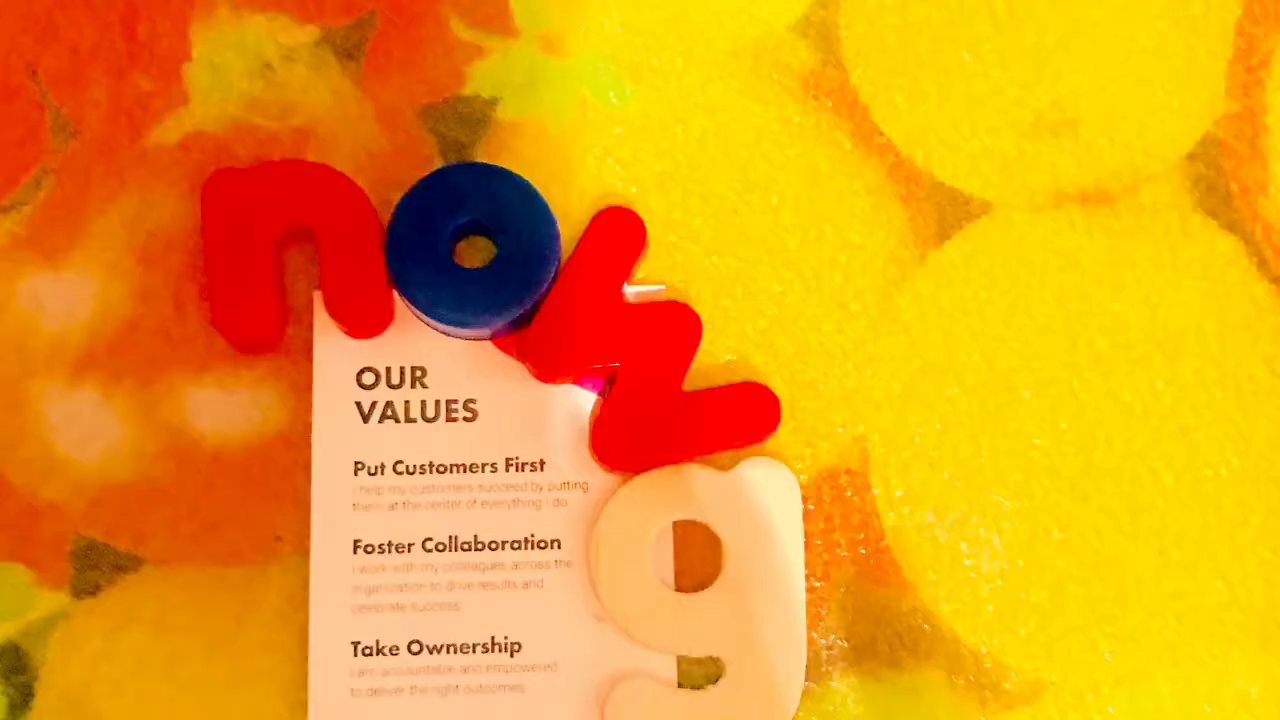 nowg
OUR
VALUES
Put Customers First
I help my customers succeed by putting
them at the center of everything I do.
Foster Collaboration
I work with my colleagues across the
organization to drive results and
celebrate success.
Take Ownership
I am accountable and empowered
to deliver the right outcomes.